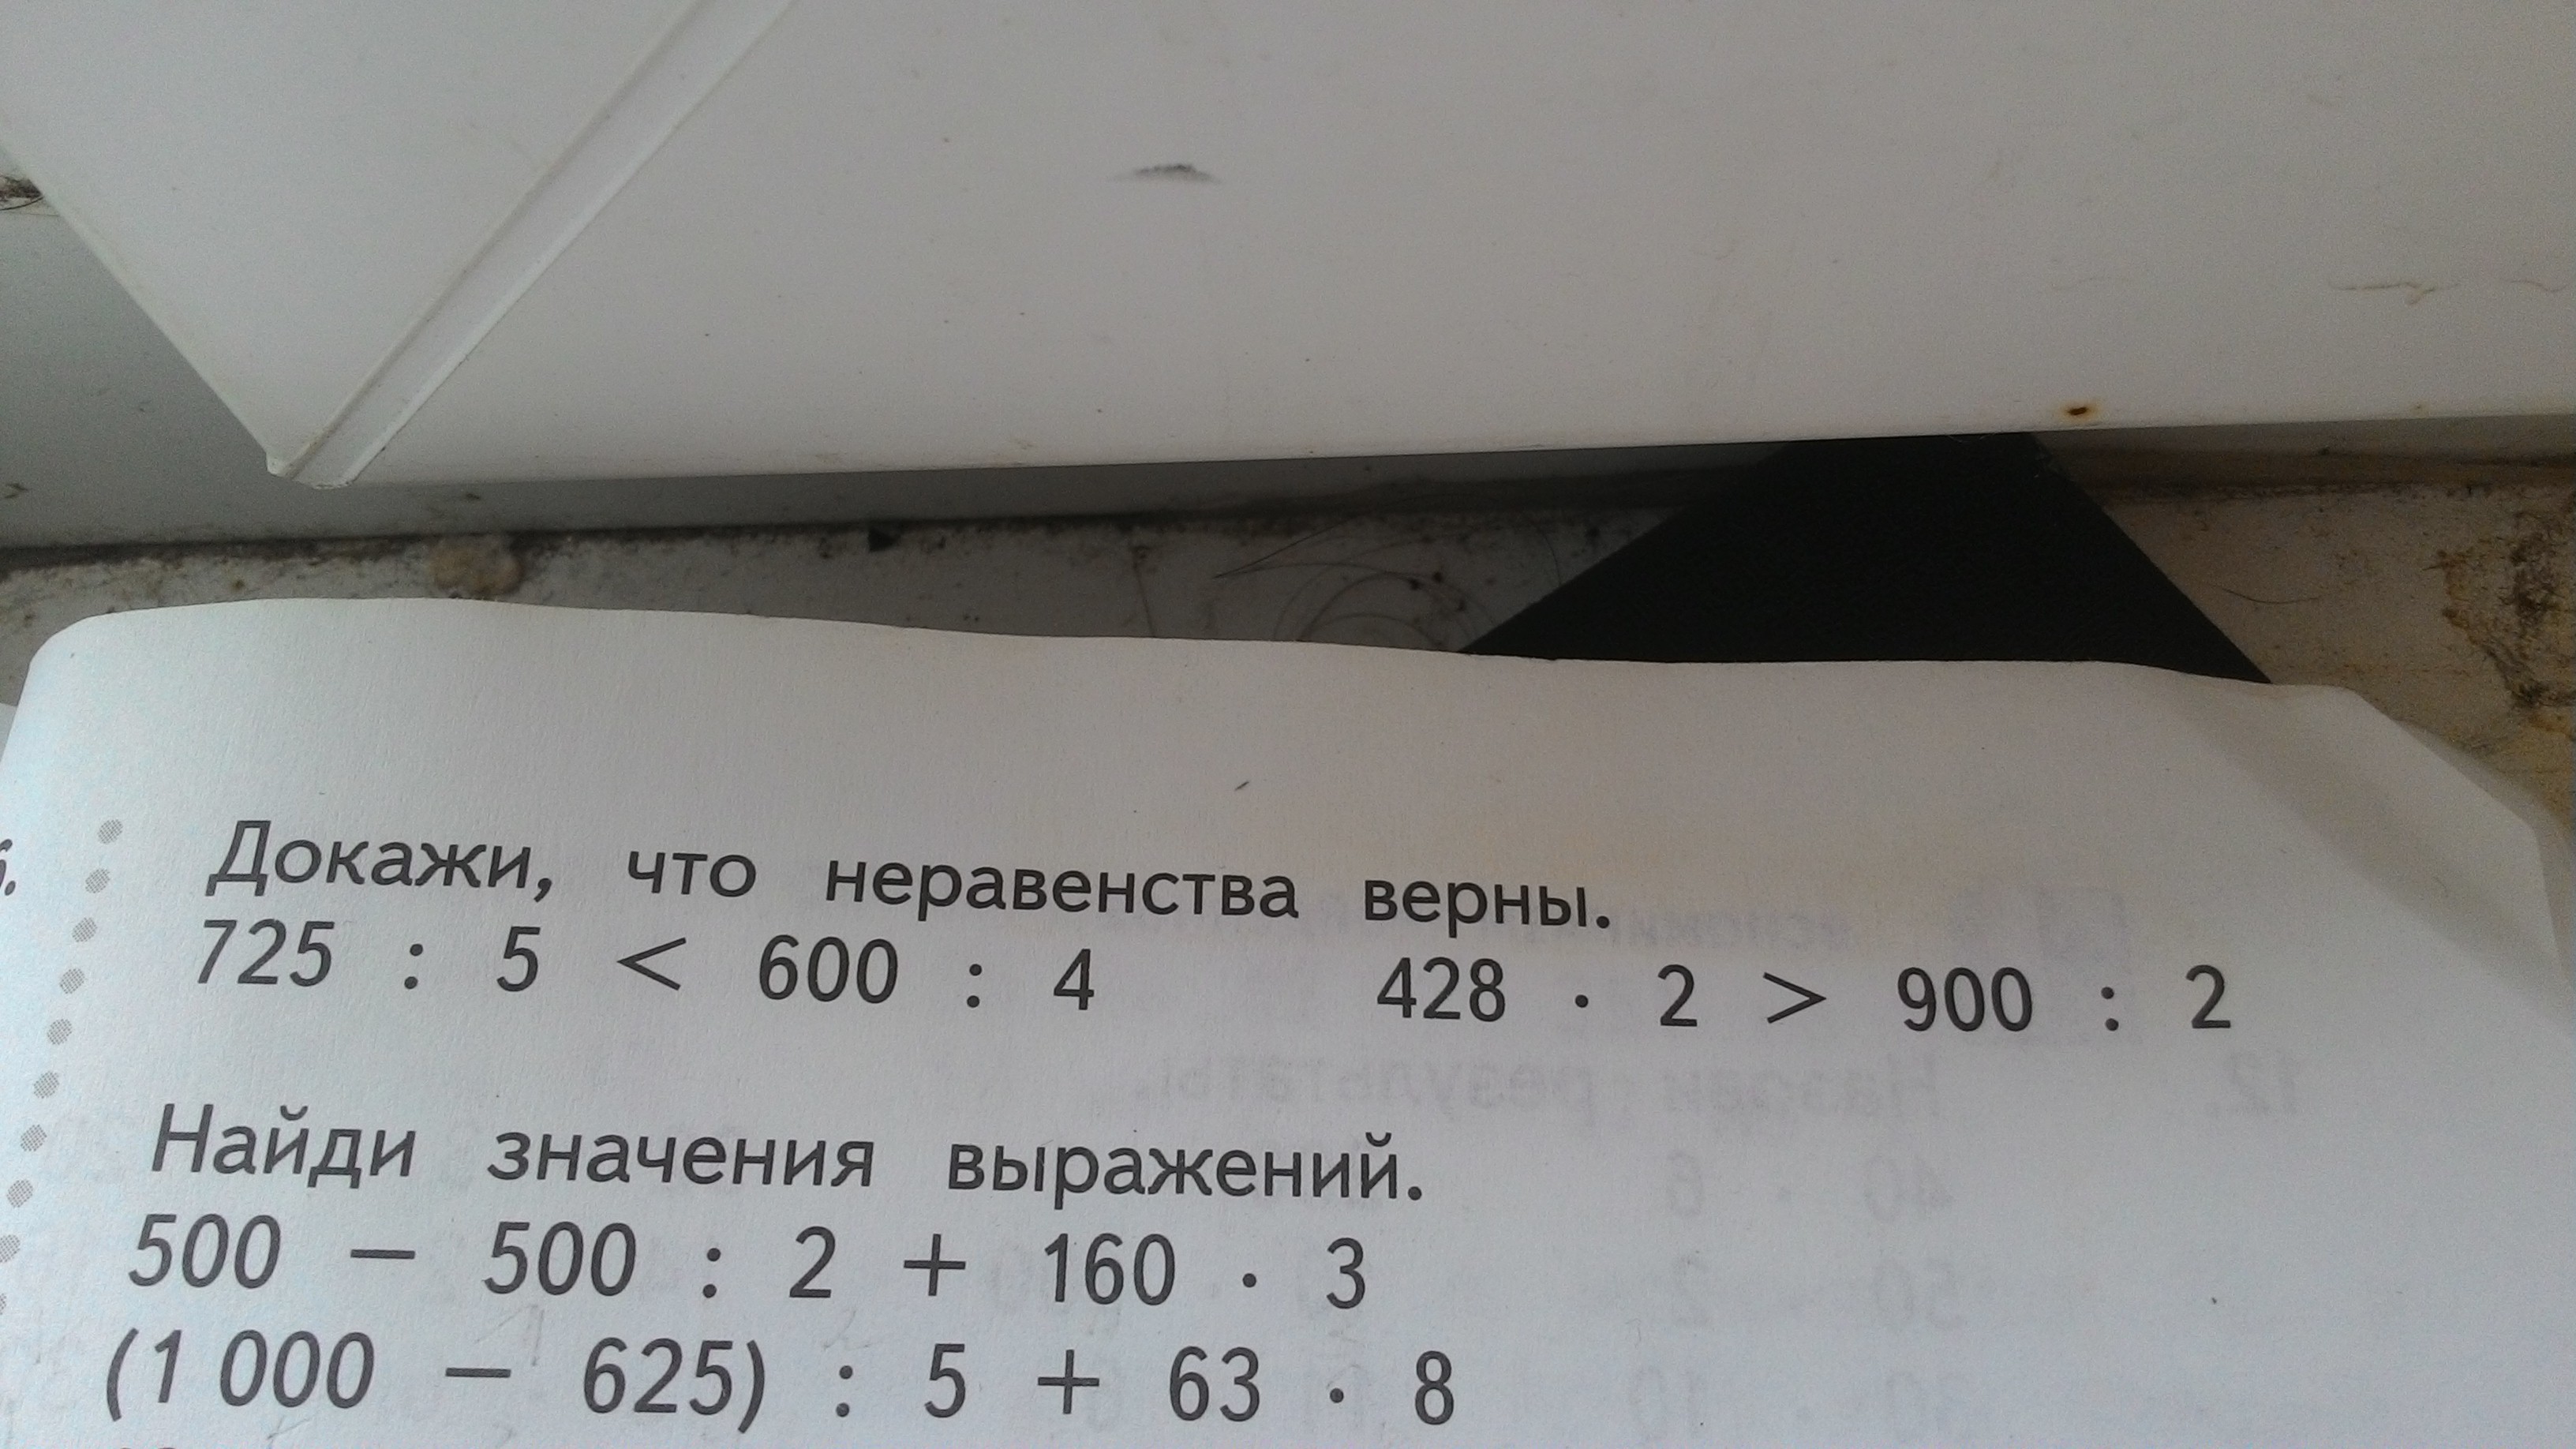 Докажи, что неравенства верны.
725 : 5 < 600 : 4 428 · 2 > 900 : 2
Найди значения выражений.
500 − 500 : 2 + 160 · 3
(1 000 − 625) : 5 + 63 · 8